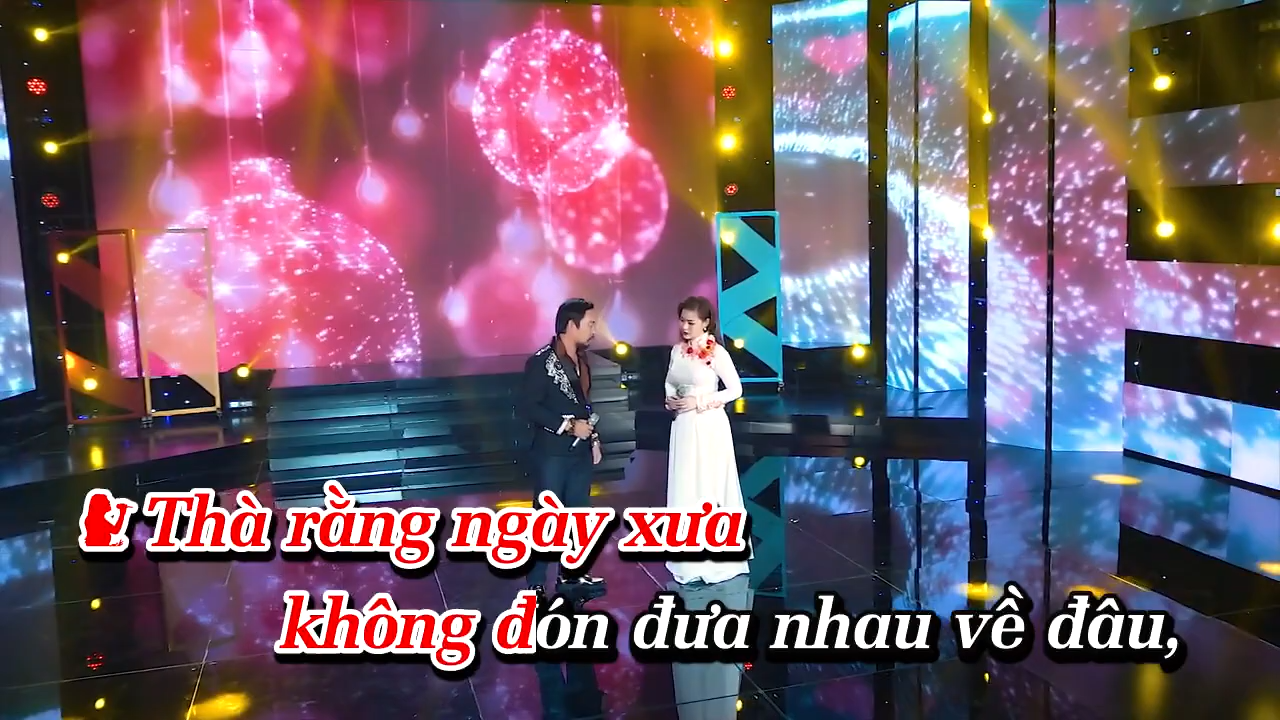 Thà rằng ngày xưa
không đón đưa nhau về đâu,